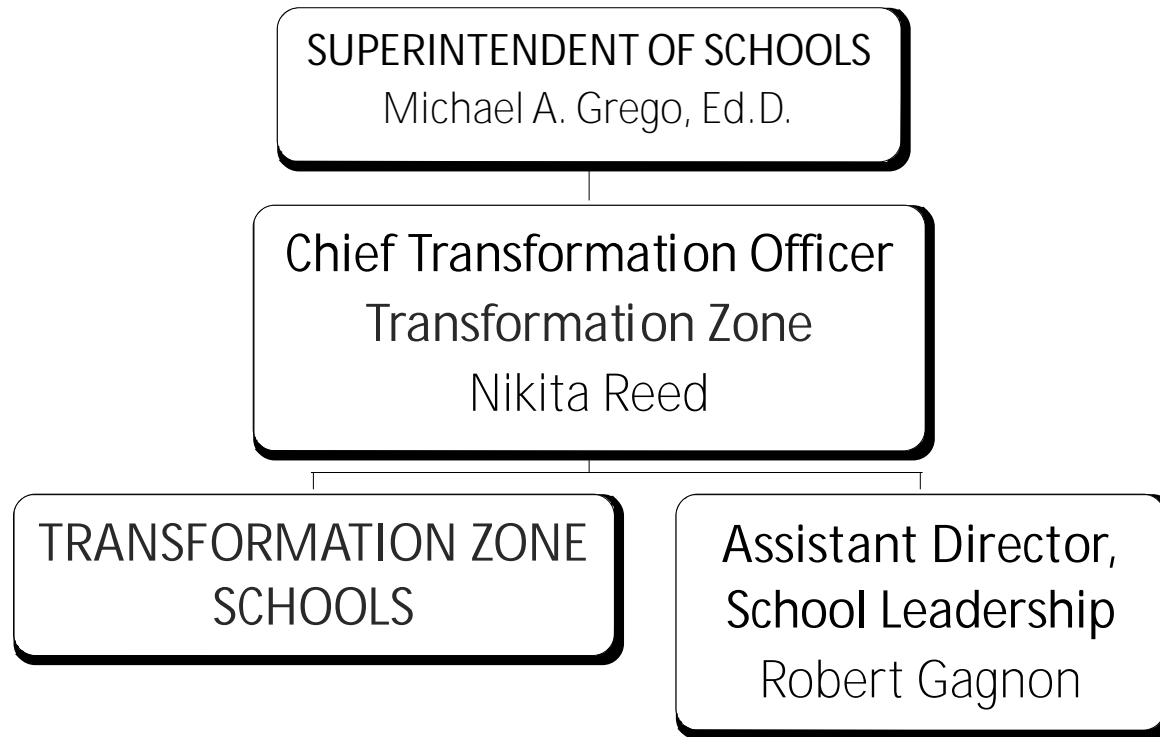 SUPERINTENDENT OF SCHOOLS
Michael A. Grego, Ed.D.
Chief Transformation Officer
Transformation Zone
Nikita Reed
TRANSFORMATION ZONE
SCHOOLS
Assistant Director,
School Leadership
Robert Gagnon